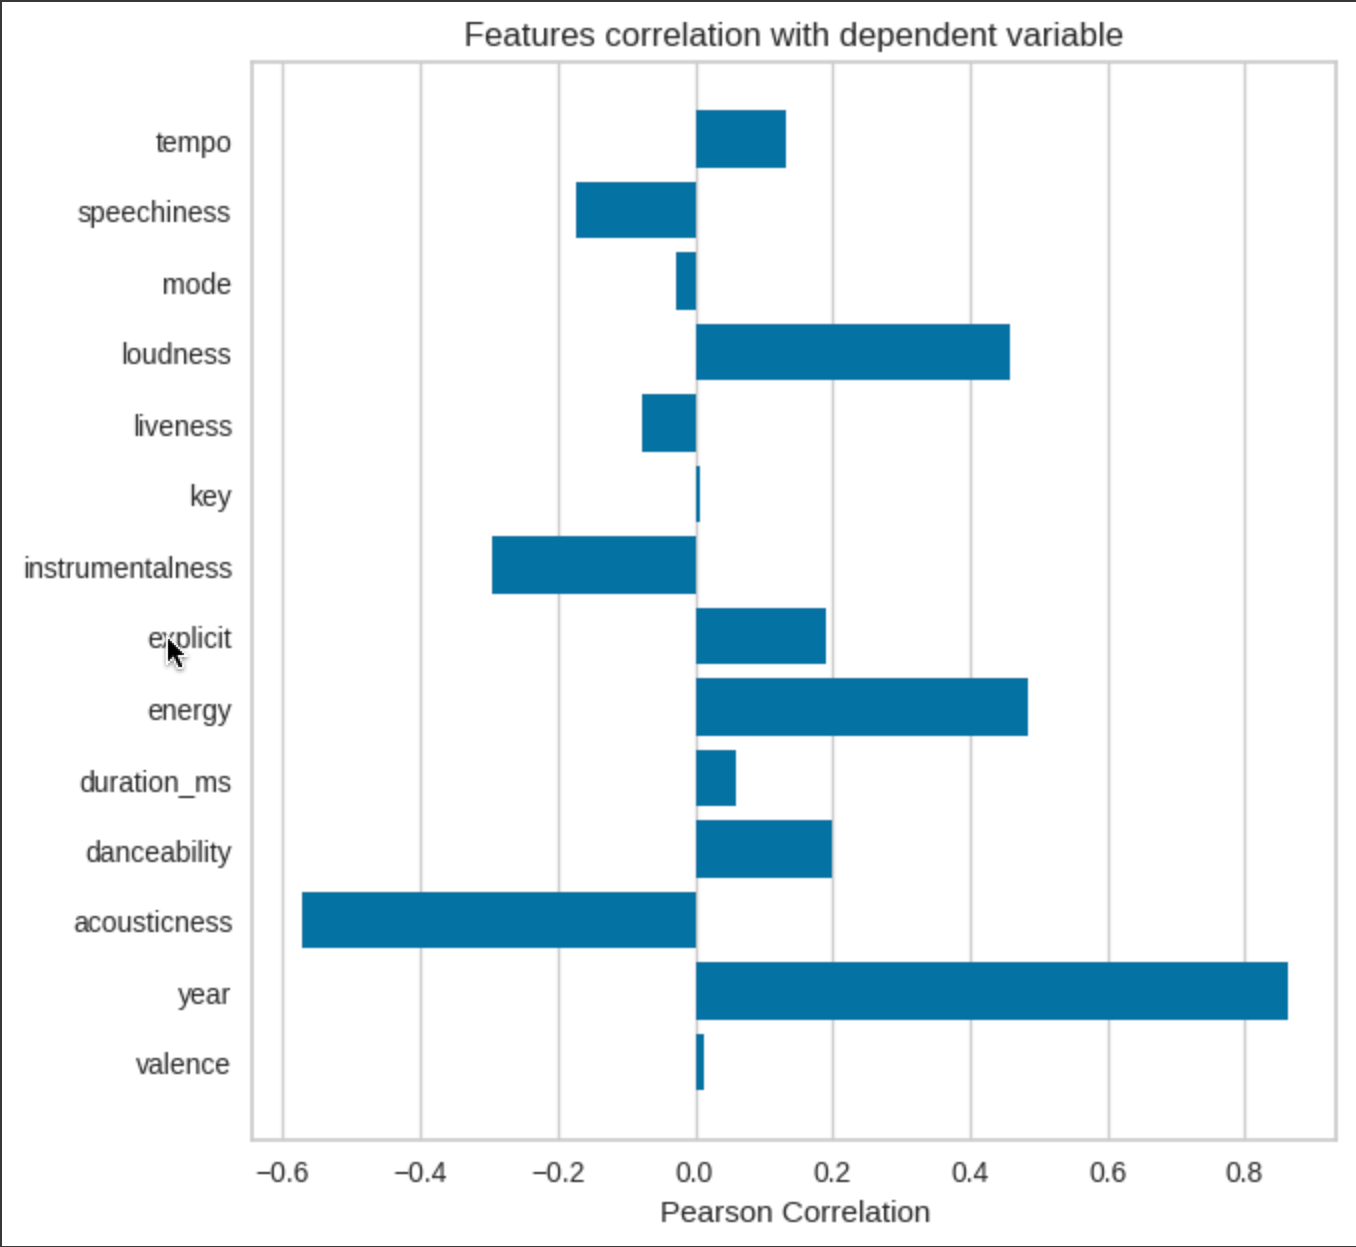 Features correlation with dependent variable
tempo
speechiness
mode
loudness
liveness
key
instrumentalness
explicit
energy
duration_ms
danceability
acousticness
year
valence
−0.6 −0.4 −0.2 0.0 0.2 0.4 0.6 0.8
Pearson Correlation